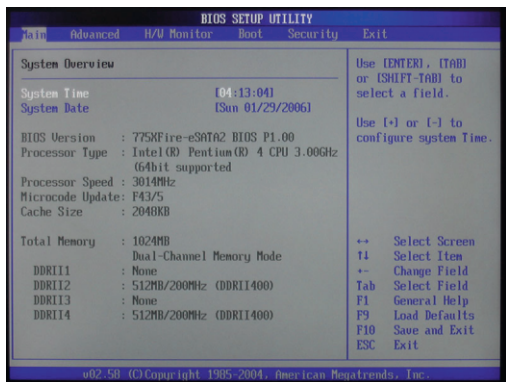 BIOS SETUP UTILITY
Main Advanced H/W Monitor Boot Security Exit
System Overview
System Time [04:13:04]
System Date [Sun 01/29/2006]
BIOS Version : 775XFire-eSATA2 BIOS P1.00
Processor Type : Intel(R) Pentium(R) 4 CPU 3.00GHz
(64bit supported
Processor Speed : 3014MHz
Microcode Update: F43/5
Cache Size : 2048KB
Total Memory : 1024MB
Dual-Channel Memory Mode
DDRII1 : None
DDRII2 : 512MB/200MHz (DDRII400)
DDRII3 : None
DDRII4 : 512MB/200MHz (DDRII400)
Use [ENTER], [TAB]
or [SHIFT-TAB] to
select a field.
Use [+] or [-] to
configure system Time.
↔ Select Screen
↑↓ Select Item
+- Change Field
Tab Select Field
F1 General Help
F9 Load Defaults
F10 Save and Exit
ESC Exit
v02.58 (C)Copyright 1985-2004, American Megatrends, Inc.